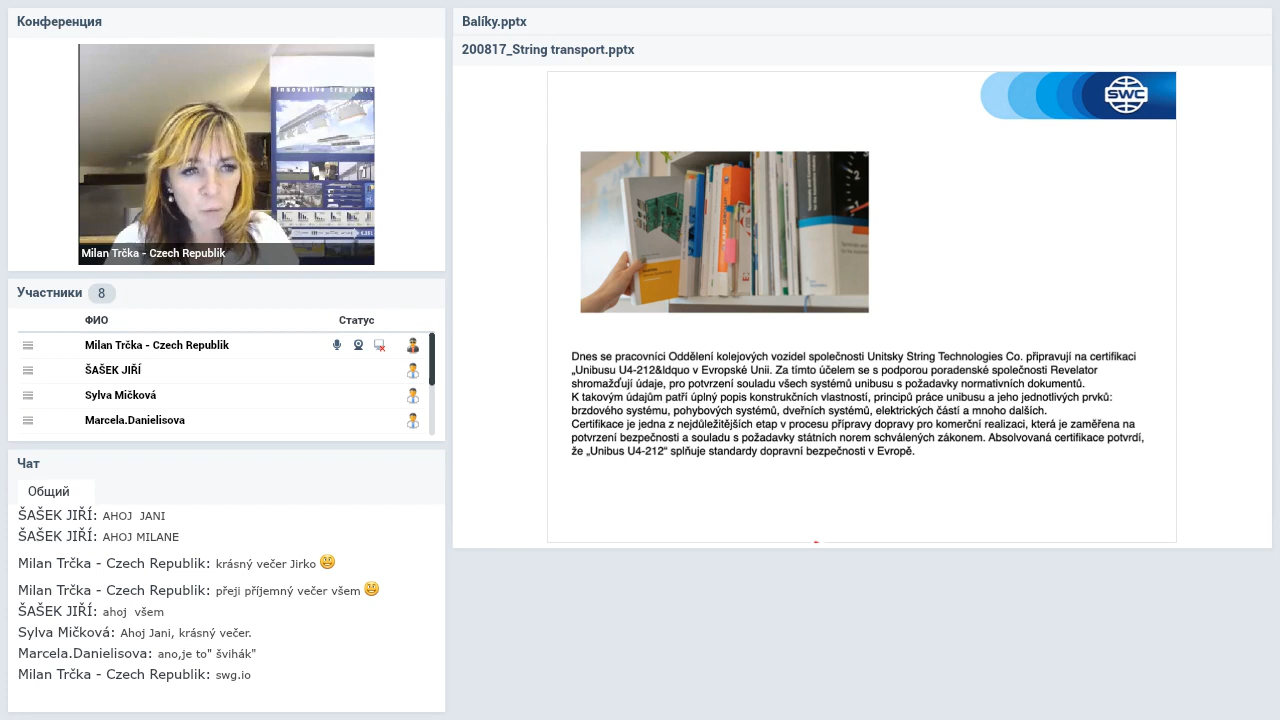 Конференция
innovative transport
Milan Trčka - Czech Republik
Участники 8
ФИО Статус
Milan Trčka - Czech Republik
ŠAŠEK JIŘÍ
Sylva Mičková
Marcela.Danielisova
Чат
Общий
ŠAŠEK JIŘÍ: AHOJ JANI
ŠAŠEK JIŘÍ: AHOJ MILANE
Milan Trčka - Czech Republik: krásný večer Jirko
Milan Trčka - Czech Republik: přeji příjemný večer všem
ŠAŠEK JIŘÍ: ahoj všem
Sylva Mičková: Ahoj Jani, krásný večer.
Marcela.Danielisova: ano,je to" švihák"
Milan Trčka - Czech Republik: swg.io
Balíky.pptx
200817_String transport.pptx
SWC
2
Dnes se pracovníci Oddělení kolejových vozidel společnosti Unitsky String Technologies Co. připravují na certifikaci
„Unibusu U4-212&ldquo v Evropské Unii. Za tímto účelem se s podporou poradenské společnosti Revelator
shromažďují údaje, pro potvrzení souladu všech systémů unibusu s požadavky normativních dokumentů.
K takovým údajům patří úplný popis konstrukčních vlastností, principů práce unibusu a jeho jednotlivých prvků:
brzdového systému, pohybových systémů, dveřních systémů, elektrických částí a mnoho dalších.
Certifikace je jedna z nejdůležitějších etap v procesu přípravy dopravy pro komerční realizaci, která je zaměřena na
potvrzení bezpečnosti a souladu s požadavky státních norem schválených zákonem. Absolvovaná certifikace potvrdí,
že „Unibus U4-212“ splňuje standardy dopravní bezpečnosti v Evropě.